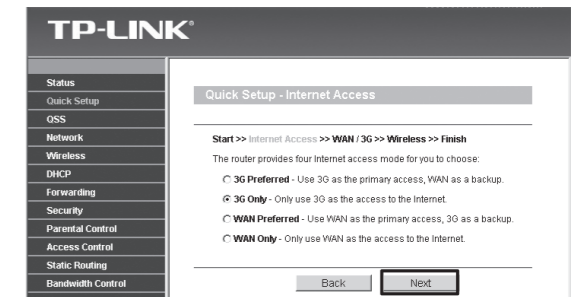 TP-LINK®
Status
Quick Setup
QSS
Network
Wireless
DHCP
Forwarding
Security
Parental Control
Access Control
Static Routing
Bandwidth Control
Quick Setup - Internet Access
Start >> Internet Access >> WAN / 3G >> Wireless >> Finish
The router provides four Internet access mode for you to choose:
3G Preferred - Use 3G as the primary access, WAN as a backup.
3G Only - Only use 3G as the access to the Internet.
WAN Preferred - Use WAN as the primary access, 3G as a backup.
WAN Only - Only use WAN as the access to the Internet.
Back Next